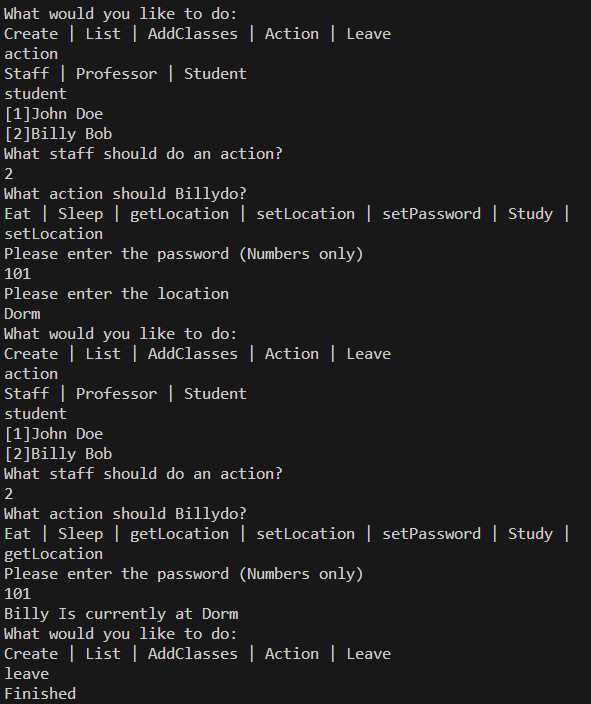 What would you like to do:
Create | List | AddClasses | Action | Leave
action
Staff | Professor | Student
student
[1]John Doe
[2]Billy Bob
What staff should do an action?
2
What action should Billydo?
Eat | Sleep | getLocation | setLocation | setPassword | Study |
setLocation
Please enter the password (Numbers only)
101
Please enter the location
Dorm
What would you like to do:
Create | List | AddClasses | Action | Leave
action
Staff | Professor | Student
student
[1]John Doe
[2]Billy Bob
What staff should do an action?
2
What action should Billydo?
Eat | Sleep | getLocation | setLocation | setPassword | Study |
getLocation
Please enter the password (Numbers only)
101
Billy Is currently at Dorm
What would you like to do:
Create | List | AddClasses | Action | Leave
leave
Finished